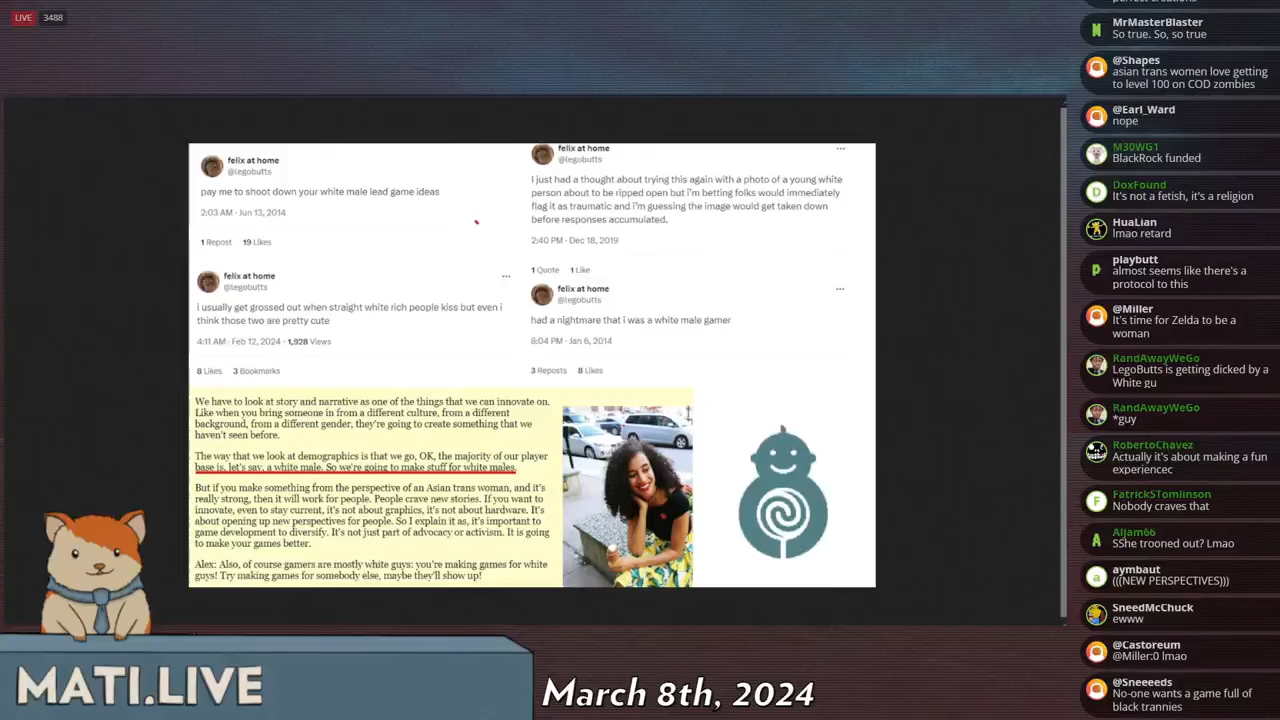 LIVE 3488
felix at home
@legobutts
pay me to shoot down your white male lead game ideas
2:03 AM · Jun 13, 2014
1 Repost 19 Likes
felix at home
@legobutts
i usually get grossed out when straight white rich people kiss but even i
think those two are pretty cute
4:11 AM · Feb 12, 2024 · 1,928 Views
8 Likes 3 Bookmarks
felix at home
@legobutts
I just had a thought about trying this again with a photo of a young white
person about to be ripped open but i'm betting folks would immediately
flag it as traumatic and i'm guessing the image would get taken down
before responses accumulated.
2:40 PM · Dec 18, 2019
1 Quote 1 Like
felix at home
@legobutts
had a nightmare that i was a white male gamer
8:04 PM · Jan 6, 2014
3 Reposts 8 Likes
We have to look at story and narrative as one of the things that we can innovate on.
Like when you bring someone in from a different culture, from a different
background, from a different gender, they're going to create something that we
haven't seen before.
The way that we look at demographics is that we go, OK, the majority of our player
base is, let's say, a white male. So we're going to make stuff for white males.
But if you make something from the perspective of an Asian trans woman, and it's
really strong, then it will work for people. People crave new stories. If you want to
innovate, even to stay current, it's not about graphics, it's not about hardware. It's
about opening up new perspectives for people. So I explain it as, it's important to
game development to diversify. It's not just part of advocacy or activism. It is going
to make your games better.
Alex: Also, of course gamers are mostly white guys: you're making games for white
guys! Try making games for somebody else, maybe they'll show up!
MATI.LIVE
March 8th, 2024
perfect creations
MrMasterBlaster
So true. So, so true
@Shapes
asian trans women love getting
to level 100 on COD zombies
@Earl_Ward
nope
M30WG1
BlackRock funded
DoxFound
It's not a fetish, it's a religion
HuaLian
lmao retard
playbutt
almost seems like there's a
protocol to this
@Miller
It's time for Zelda to be a
woman
RandAwayWeGo
Legobutts is getting dicked by
White guy
RandAwayWeGo
*guy
RobertoChavez
Actually it's about making a fun
experience
FatrickSTomlinson
Nobody craves that
AJJam66
SShe trooned out? Lmao
ayranaut
(((NEW PERSPECTIVES)))
SneedMcChuck
ewww
@Castoreum
@Miller:0 lmao
@Sneeeeds
No-one wants a game full of
black trannies